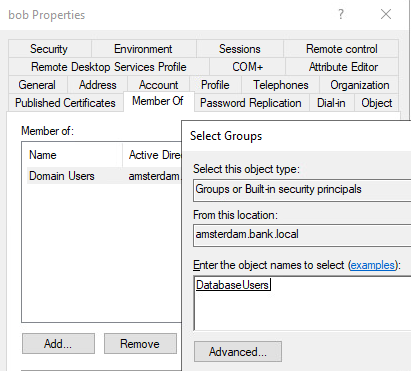 bob Properties
? ×
Security Environment Sessions Remote control
Remote Desktop Services Profile COM+ Attribute Editor
General Address Account Profile Telephones Organization
Published Certificates Member Of Password Replication Dial-in Object
Member of:
Name Active Direc
Domain Users amsterdam.
Add... Remove
Select Groups
Select this object type:
Groups or Built-in security principals
From this location:
amsterdam.bank.local
Enter the object names to select (examples):
DatabaseUsers
Advanced...